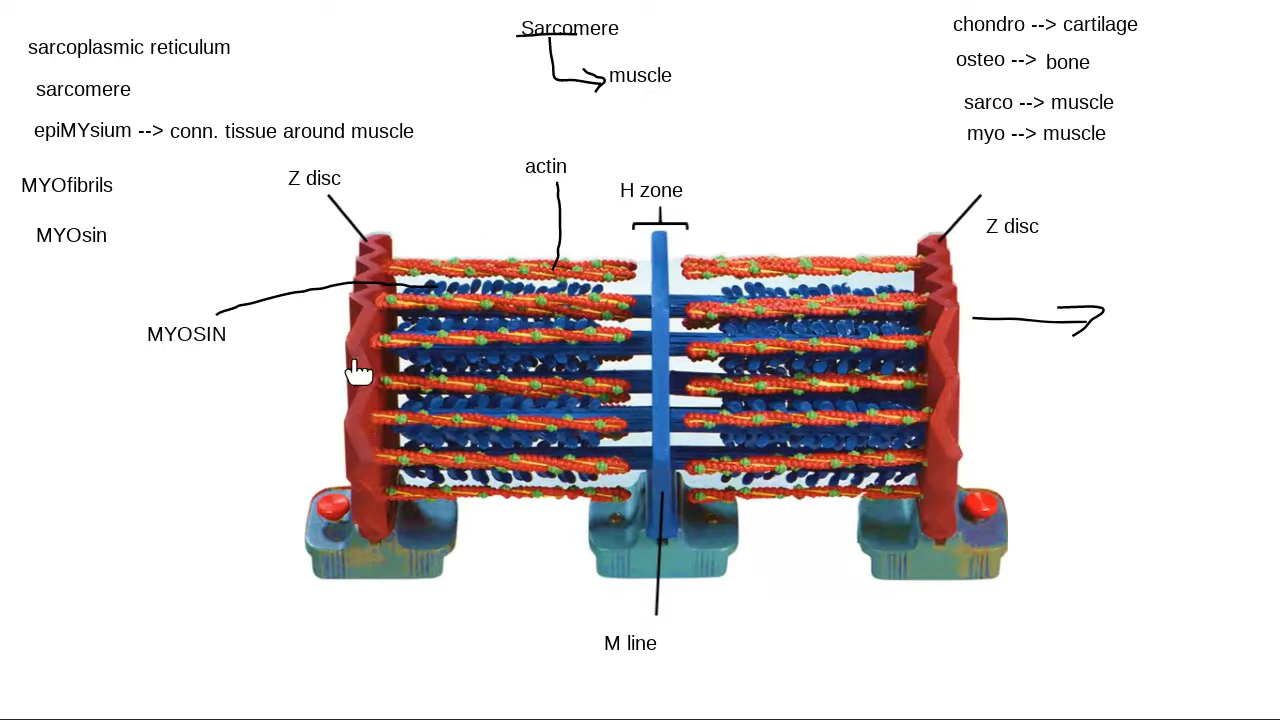 sarcoplasmic reticulum
sarcomere
epiMYsium --> conn. tissue around muscle
MYOfibrils
MYOsin
Sarcomere
muscle
chondro --> cartilage
osteo --> bone
sarco --> muscle
myo --> muscle
Z disc
actin
H zone
Z disc
MYOSIN
M line